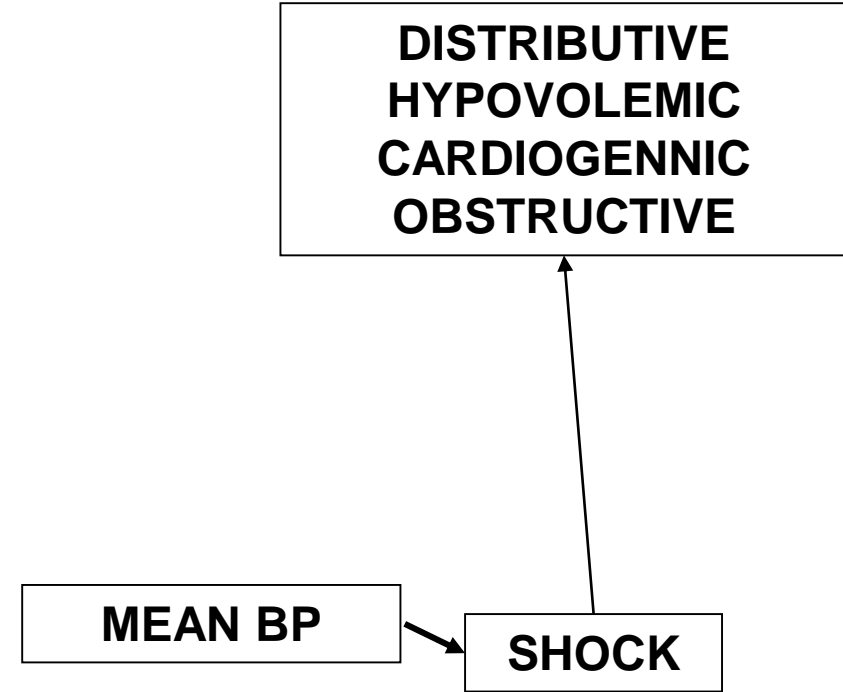 DISTRIBUTIVE
HYPOVOLEMIC
CARDIOGENNIC
OBSTRUCTIVE
MEAN BP
SHOCK